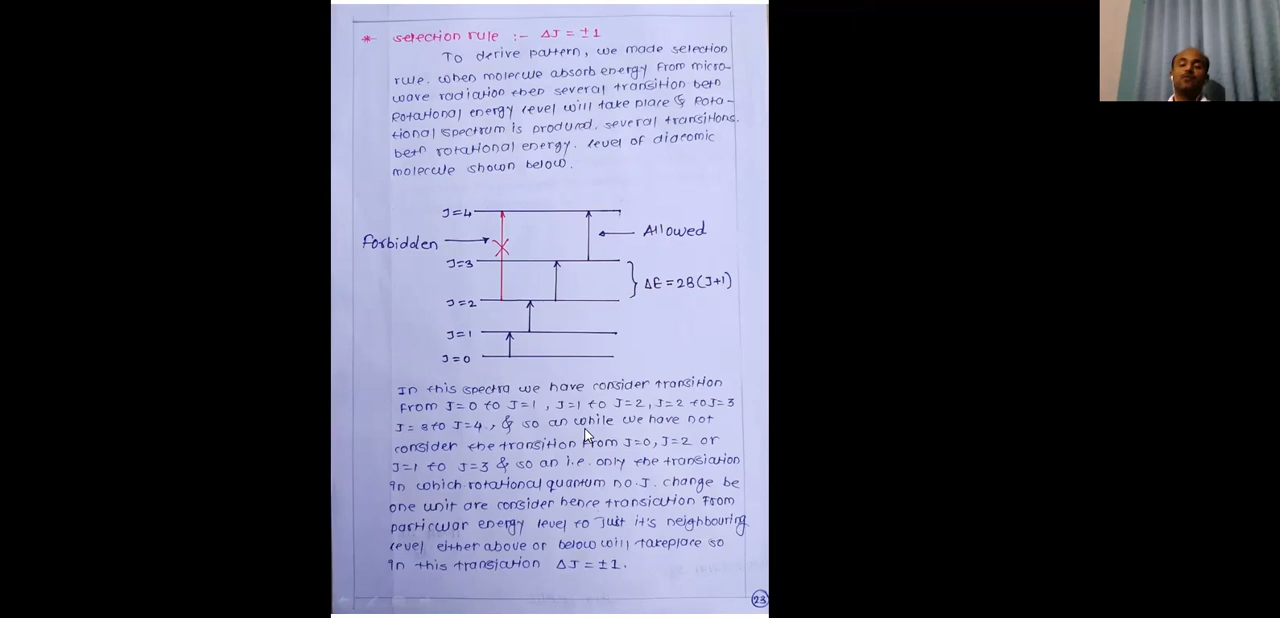 * selection rule :- ΔJ = ±1
To derive pattern, we made selection
rule. when molecule absorb energy from micro-
wave radiation then several transition betn
Rotational energy level will take place & Rota-
tional spectrum is produced. several transitions.
betn rotational energy. level of diatomic
molecule shown below.
J=4
Forbidden
Allowed
J=3
ΔE = 2B(J+1)
J=2
J=1
J=0
In this spectra we have consider transition
from J=0 to J=1, J=1 to J=2, J=2 to J=3
J=3 to J=4, & so an while we have not
consider the transition from J=0, J=2 or
J=1 to J=3 & so an i.e. only the transiation
in which rotational quantum no. J. change be
one unit are consider hence transiation from
particular energy level to Just it's neighbouring
level either above or below will takeplace so
in this transiation ΔJ = ±1.
23